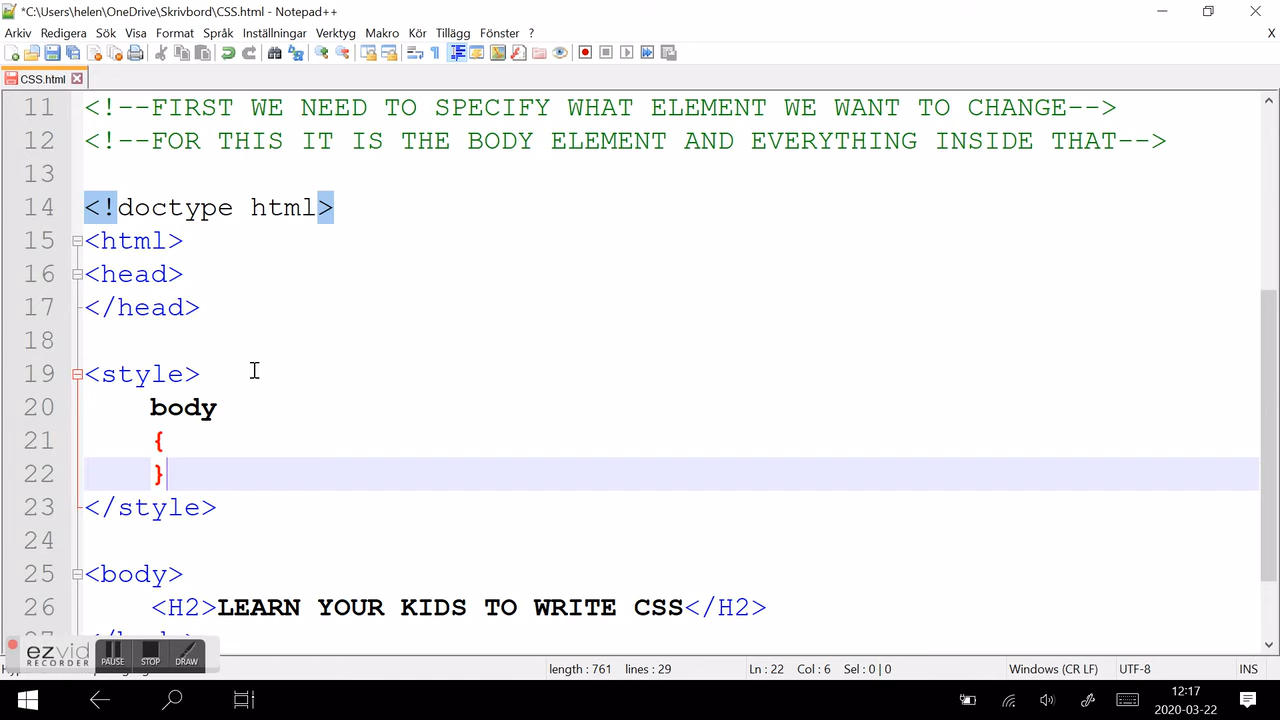 *C:\Users\helen\OneDrive\Skrivbord\CSS.html - Notepad++
Arkiv Redigera Sök Visa Format Språk Inställningar Verktyg Makro Kör Tillägg Fönster ? X
CSS.html
11 <!--FIRST WE NEED TO SPECIFY WHAT ELEMENT WE WANT TO CHANGE-->
12 <!--FOR THIS IT IS THE BODY ELEMENT AND EVERYTHING INSIDE THAT-->
13
14 <!doctype html>
15 <html>
16 <head>
17 </head>
18
19 <style>
20 body
21 {
22 }
23 </style>
24
25 <body>
26 <H2>LEARN YOUR KIDS TO WRITE CSS</H2>
ezvid RECORDER PAUSE STOP DRAW
length : 761 lines : 29 Ln : 22 Col : 6 Sel : 0 | 0 Windows (CR LF) UTF-8 INS
12:17
2020-03-22